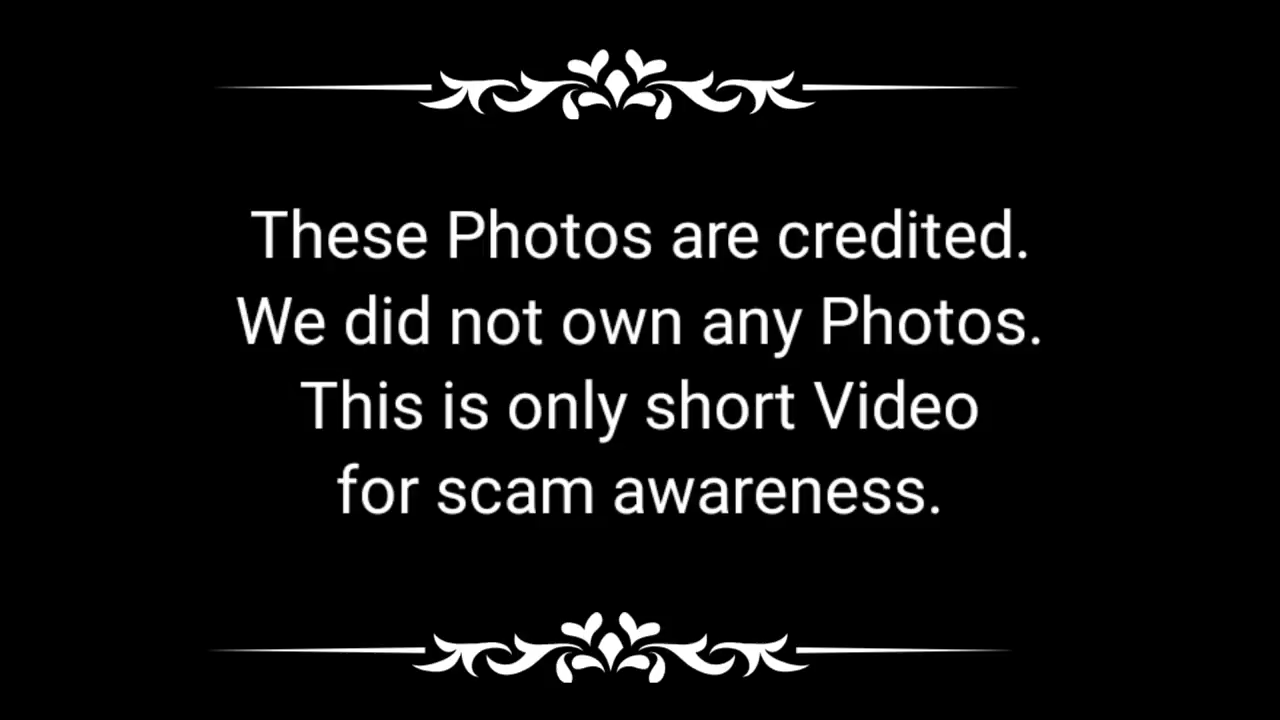 These Photos are credited.
We did not own any Photos.
This is only short Video
for scam awareness.